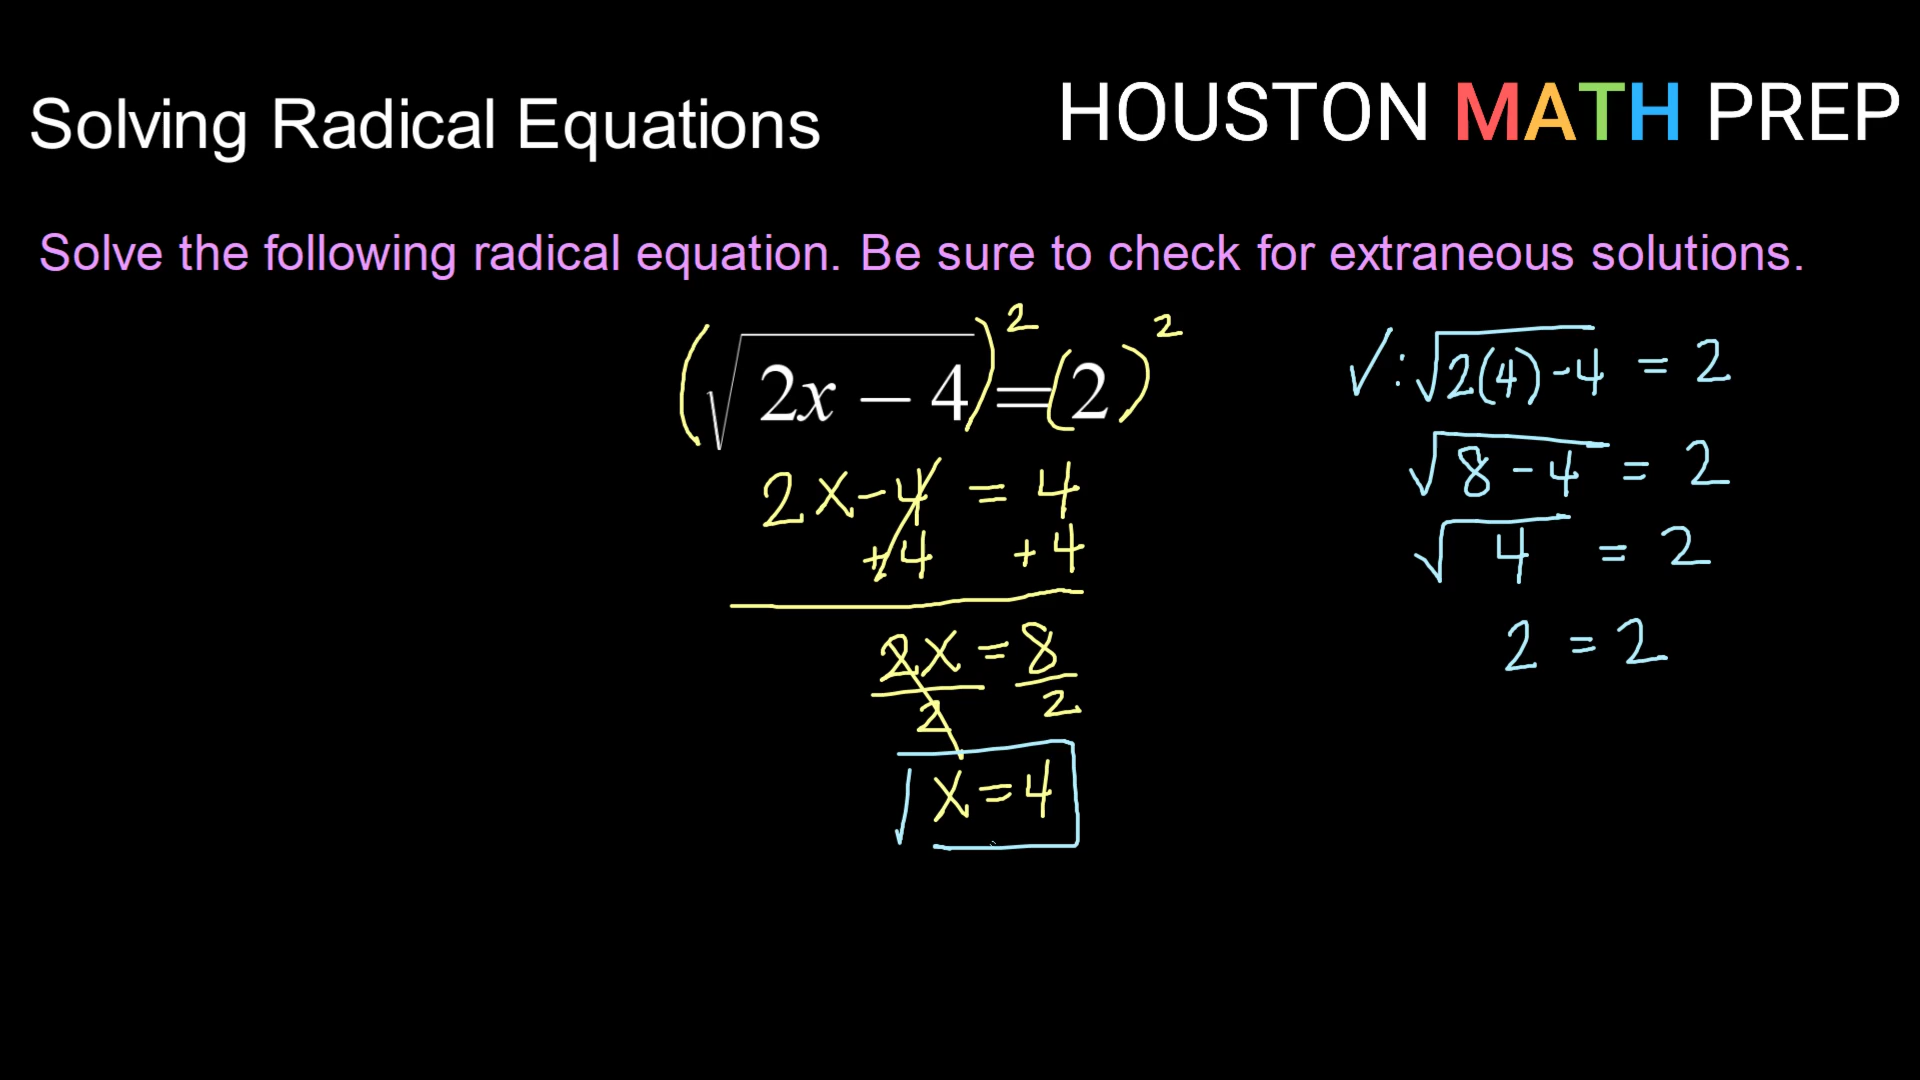 Solving Radical Equations
HOUSTON MATH PREP
Solve the following radical equation. Be sure to check for extraneous solutions.
(√(2x − 4))² = (2)²
2x − 4 = 4
+4 +4
2x = 8
2 2
x = 4
✓: √(2(4) − 4) = 2
√(8 − 4) = 2
√4 = 2
2 = 2